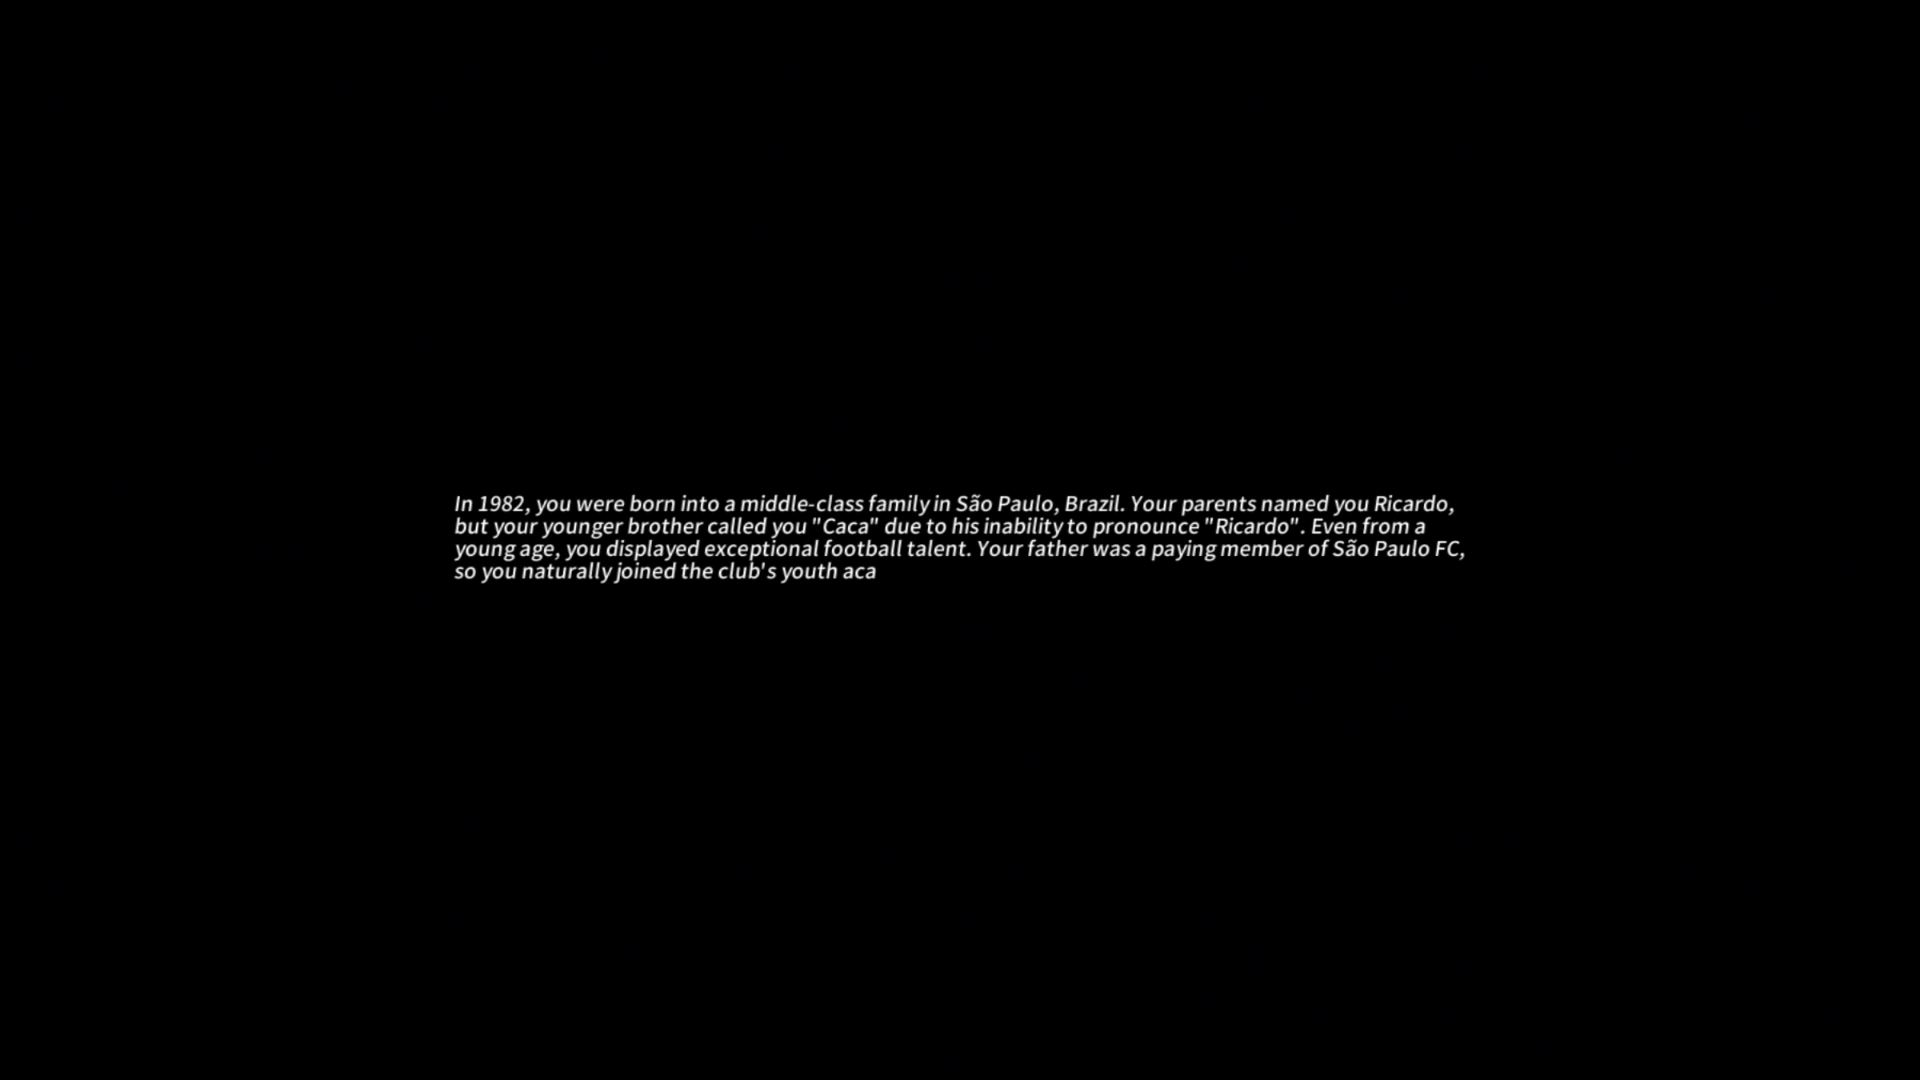 In 1982, you were born into a middle-class family in São Paulo, Brazil. Your parents named you Ricardo,
but your younger brother called you "Caca" due to his inability to pronounce "Ricardo". Even from a
young age, you displayed exceptional football talent. Your father was a paying member of São Paulo FC,
so you naturally joined the club's youth aca